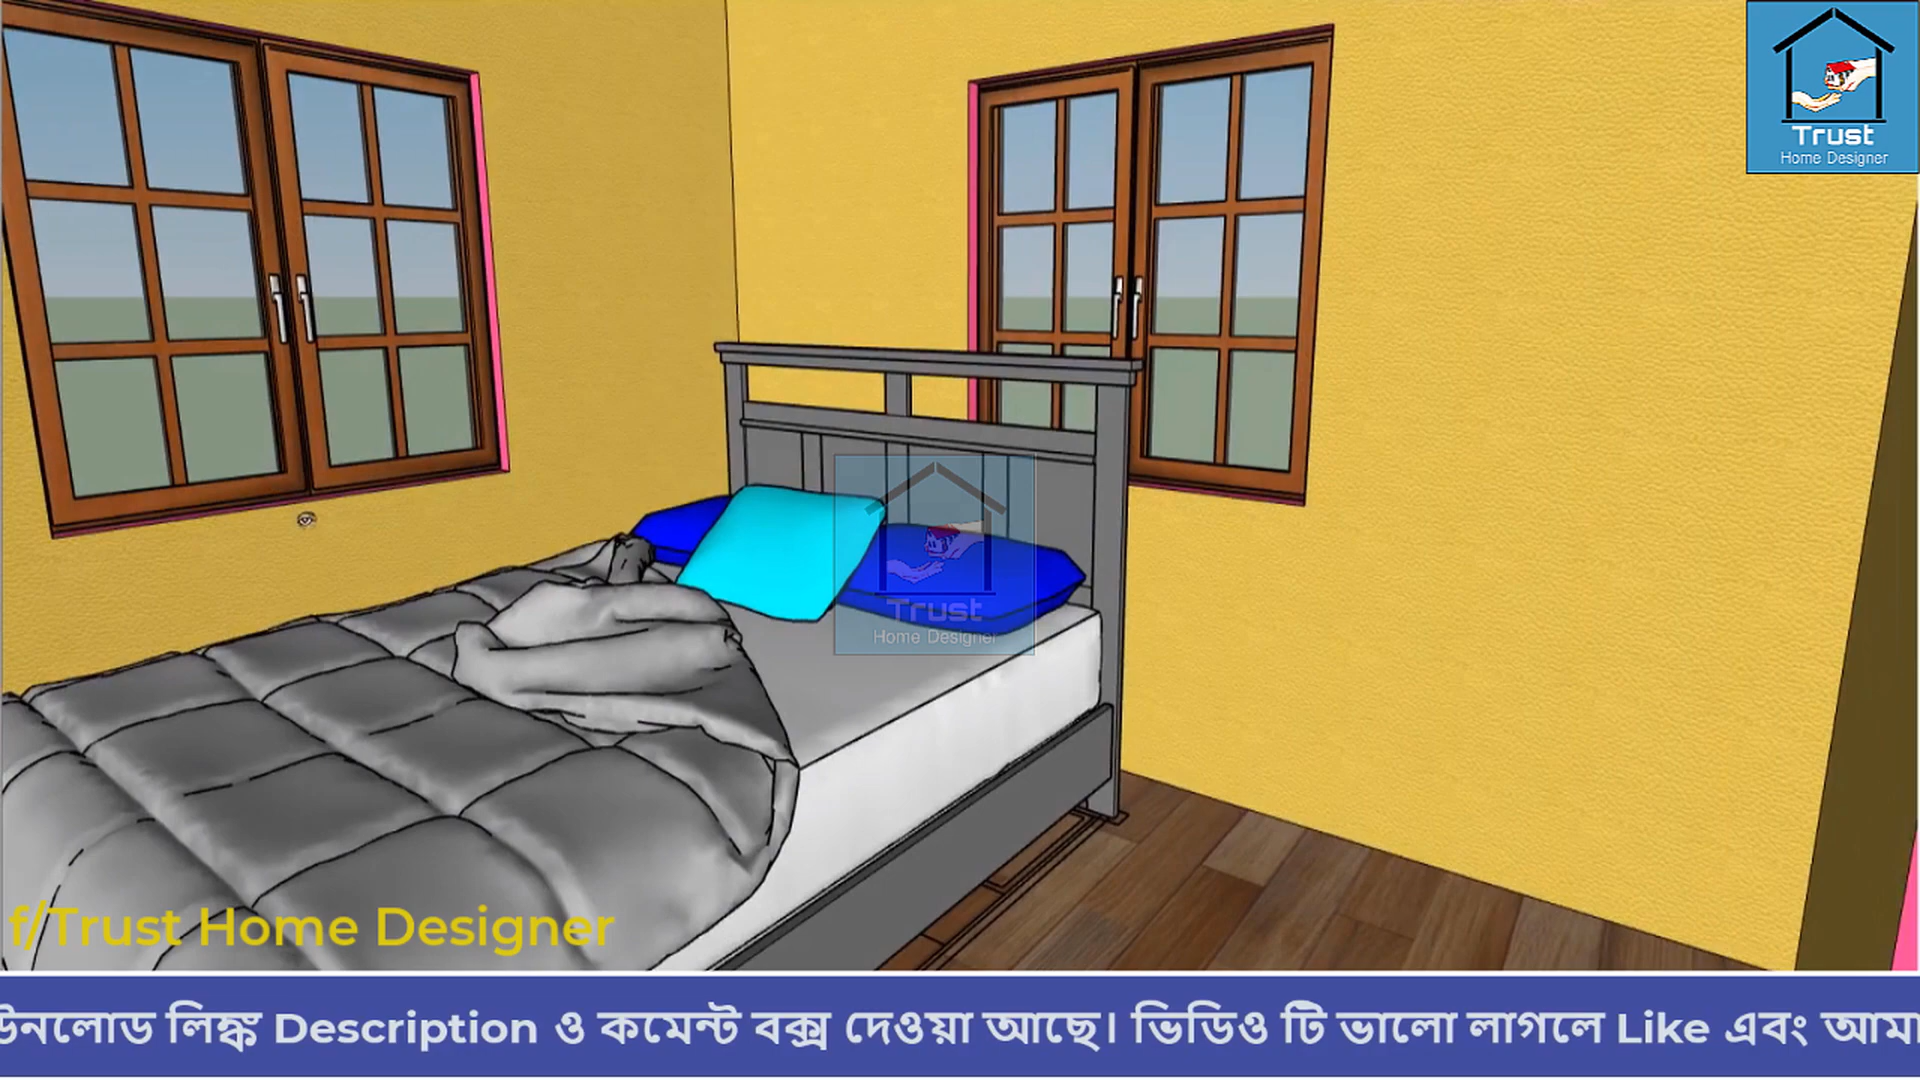 Trust
Home Designer
Trust
Home Designer
f/Trust Home Designer
উনলোড লিঙ্ক Description ও কমেন্ট বক্স দেওয়া আছে। ভিডিও টি ভালো লাগলে Like এবং আমা